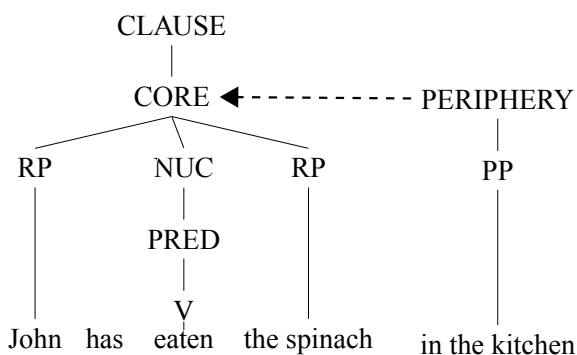 CLAUSE
CORE PERIPHERY
RP NUC RP PP
PRED
V
John has eaten the spinach in the kitchen